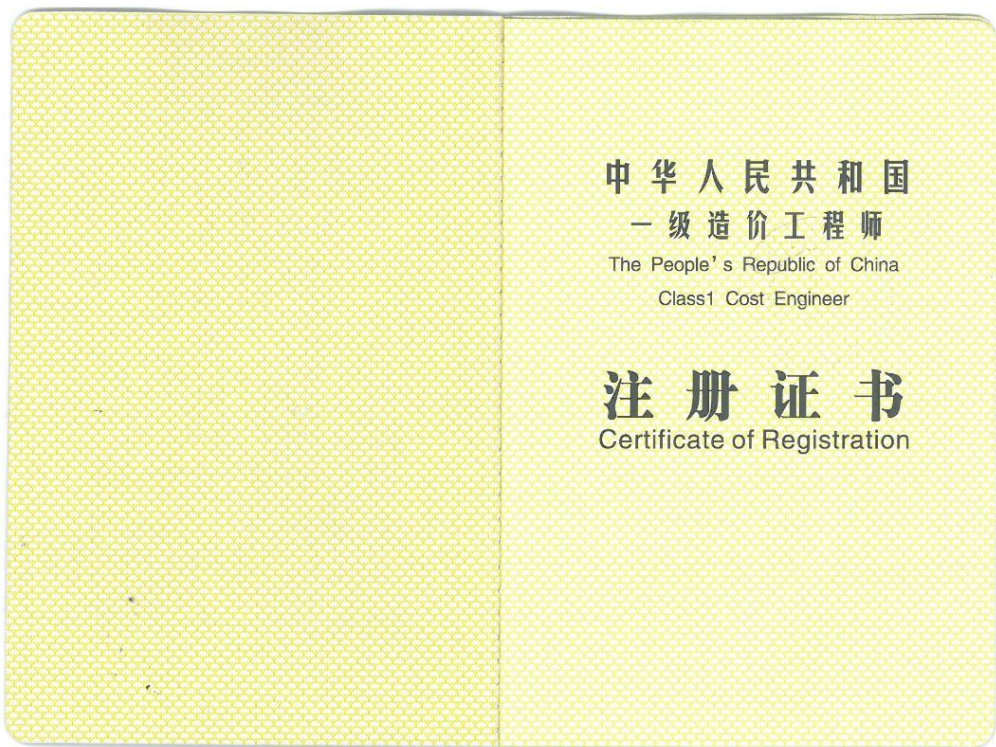 中华人民共和国
一级造价工程师
The People's Republic of China
Class1 Cost Engineer
注册证书
Certificate of Registration